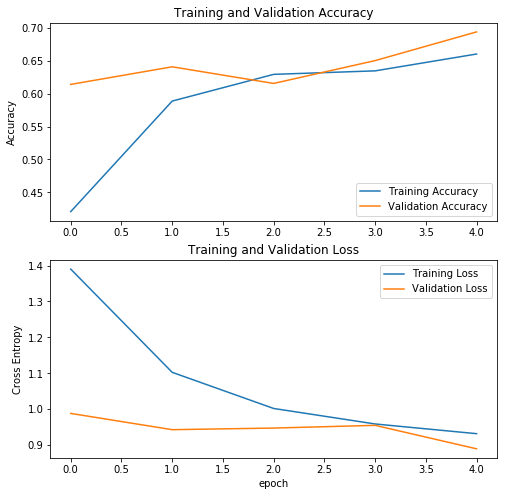 Training and Validation Accuracy
0.70
0.65
0.60
0.55
0.50
0.45
Accuracy
Training Accuracy
Validation Accuracy
0.0 0.5 1.0 1.5 2.0 2.5 3.0 3.5 4.0
Training and Validation Loss
1.4
1.3
1.2
1.1
1.0
0.9
Cross Entropy
Training Loss
Validation Loss
0.0 0.5 1.0 1.5 2.0 2.5 3.0 3.5 4.0
epoch